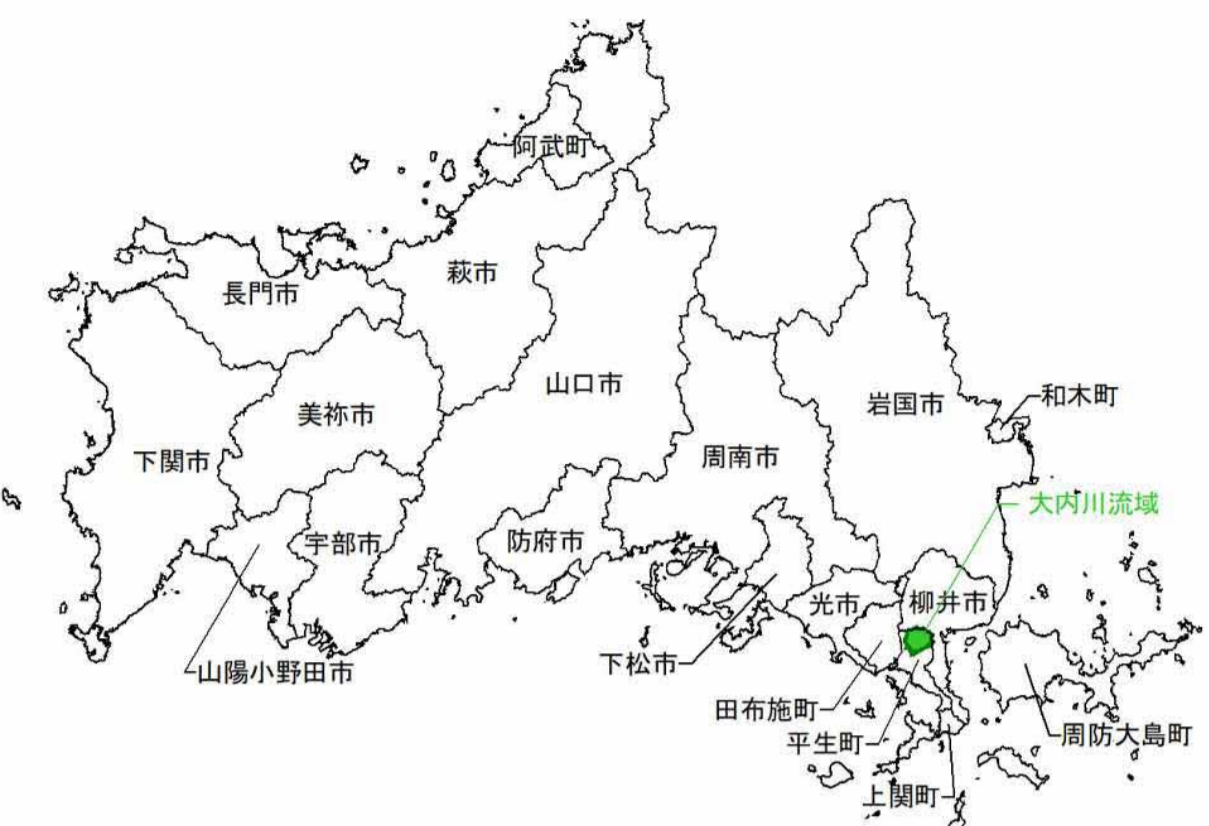 阿武町
萩市
長門市
山口市
美祢市
岩国市
和木町
下関市
周南市
大内川流域
宇部市
防府市
光市
柳井市
下松市
山陽小野田市
田布施町
平生町
周防大島町
上関町